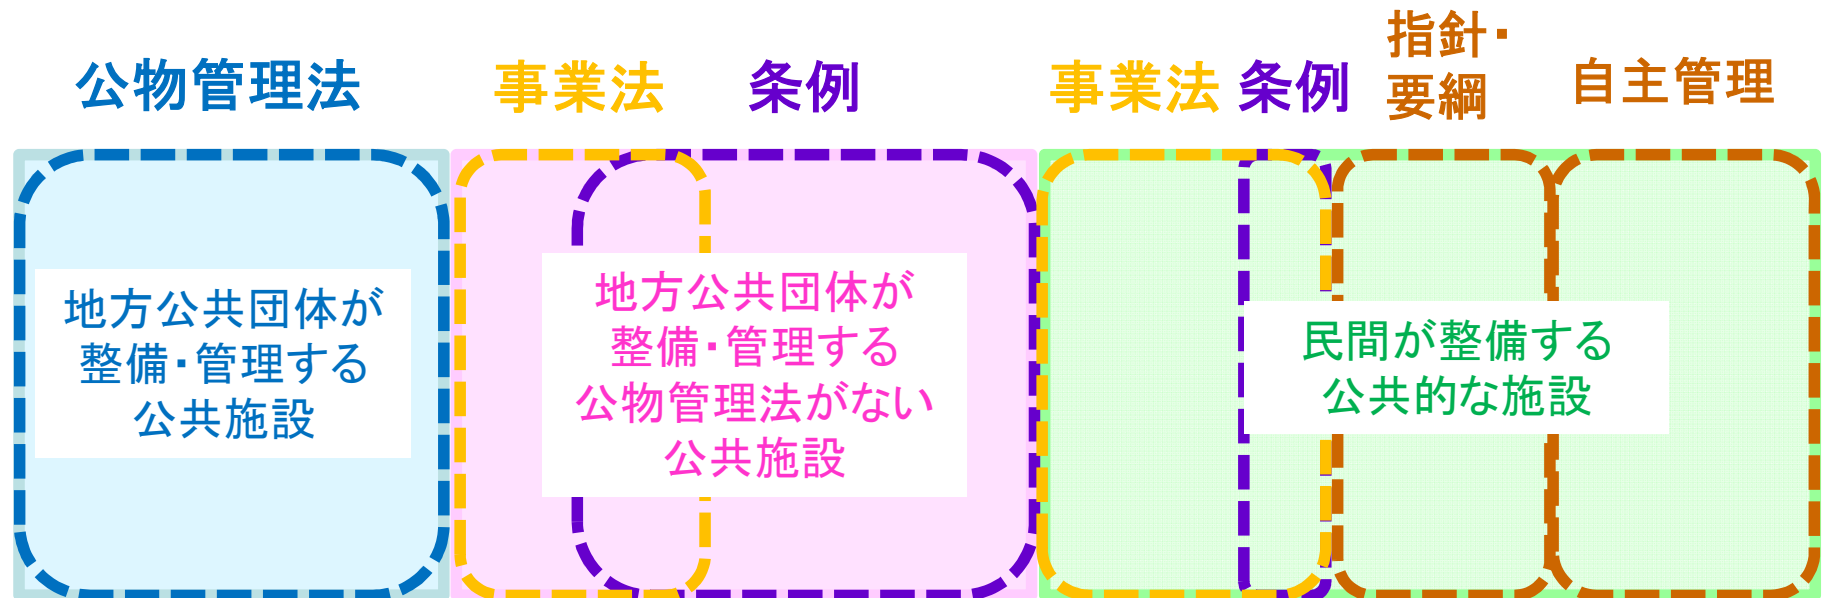 公物管理法
事業法
条例
事業法
条例
指針・
要綱
自主管理
地方公共団体が
整備・管理する
公共施設
地方公共団体が
整備・管理する
公物管理法がない
公共施設
民間が整備する
公共的な施設